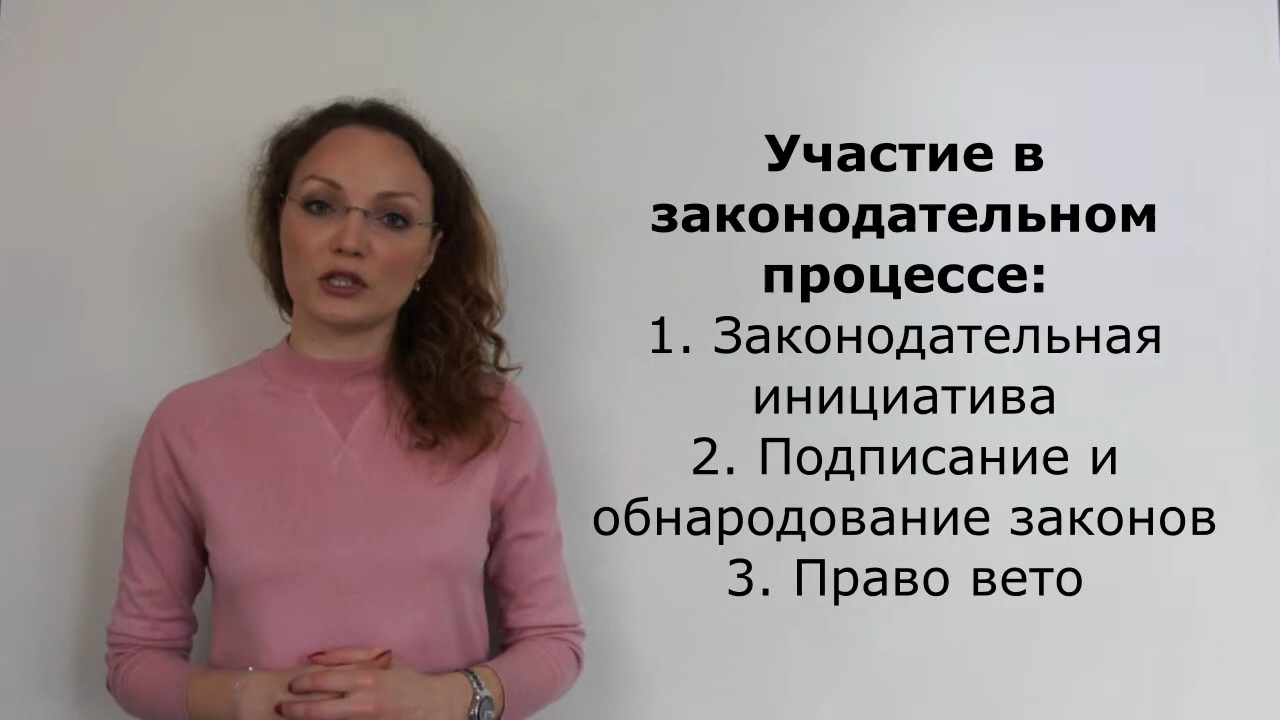 Участие в
законодательном
процессе:
1. Законодательная
инициатива
2. Подписание и
обнародование законов
3. Право вето